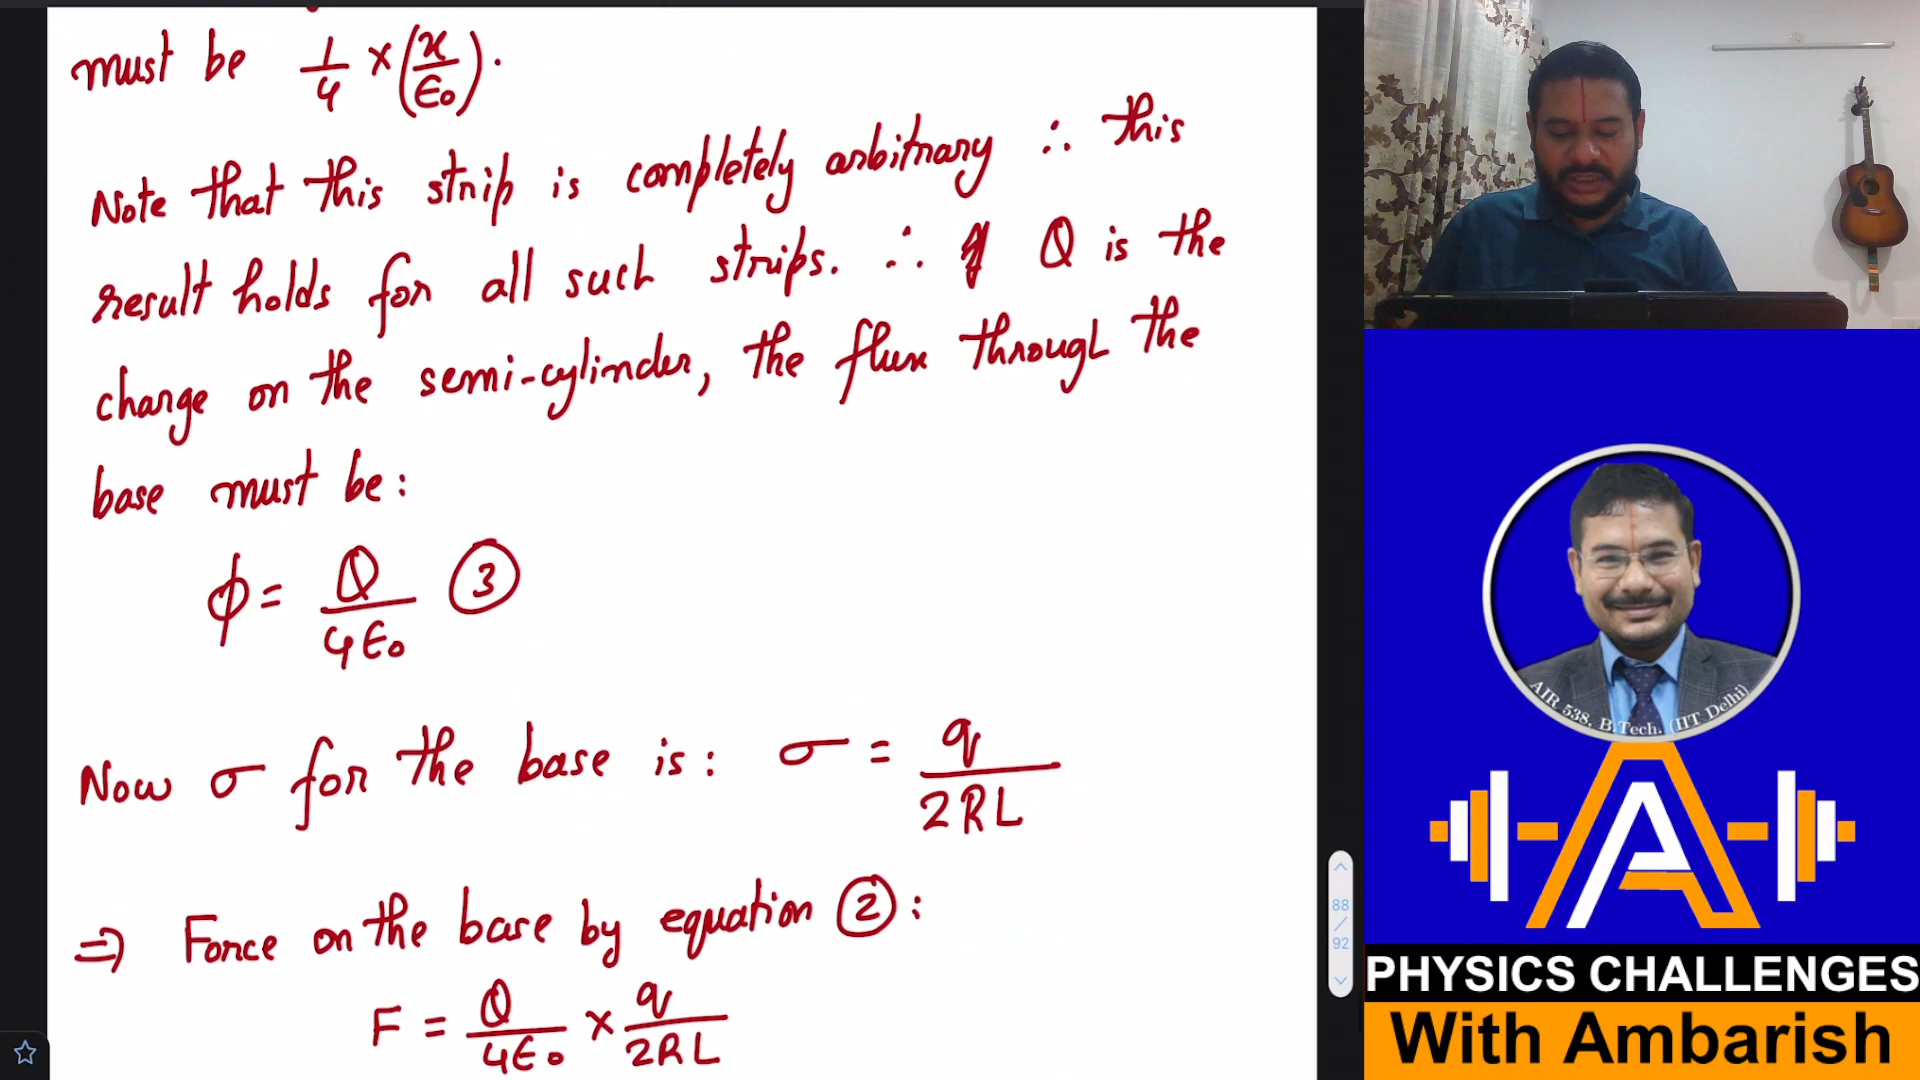 must be 1/4 × (x/ϵ₀).
Note that this strip is completely arbitrary ∴ this
result holds for all such strips. ∴ if Q is the
charge on the semi-cylinder, the flux through the
base must be:
ϕ = Q/4ϵ₀ ③
Now σ for the base is: σ = q/2RL
⇒ Force on the base by equation ②:
F = Q/4ϵ₀ × q/2RL
88
/
92
AIR 538, B.Tech. (IIT Delhi)
A
PHYSICS CHALLENGES
With Ambarish